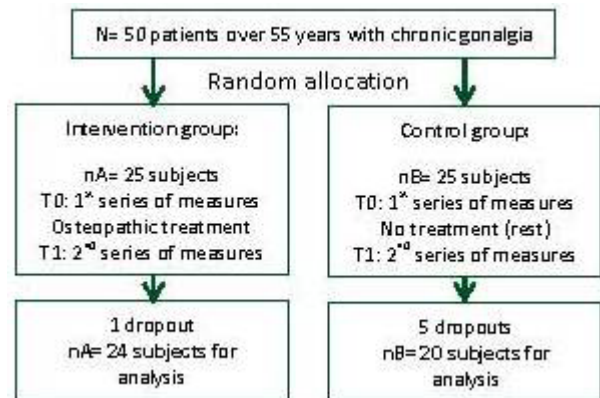 N= 50 patients over 55 years with chronic gonalgia
Random allocation
Intervention group:
nA= 25 subjects
T0: 1st series of measures
Osteopathic treatment
T1: 2nd series of measures
Control group:
nB= 25 subjects
T0: 1st series of measures
No treatment (rest)
T1: 2nd series of measures
1 dropout
nA= 24 subjects for
analysis
5 dropouts
nB= 20 subjects for
analysis